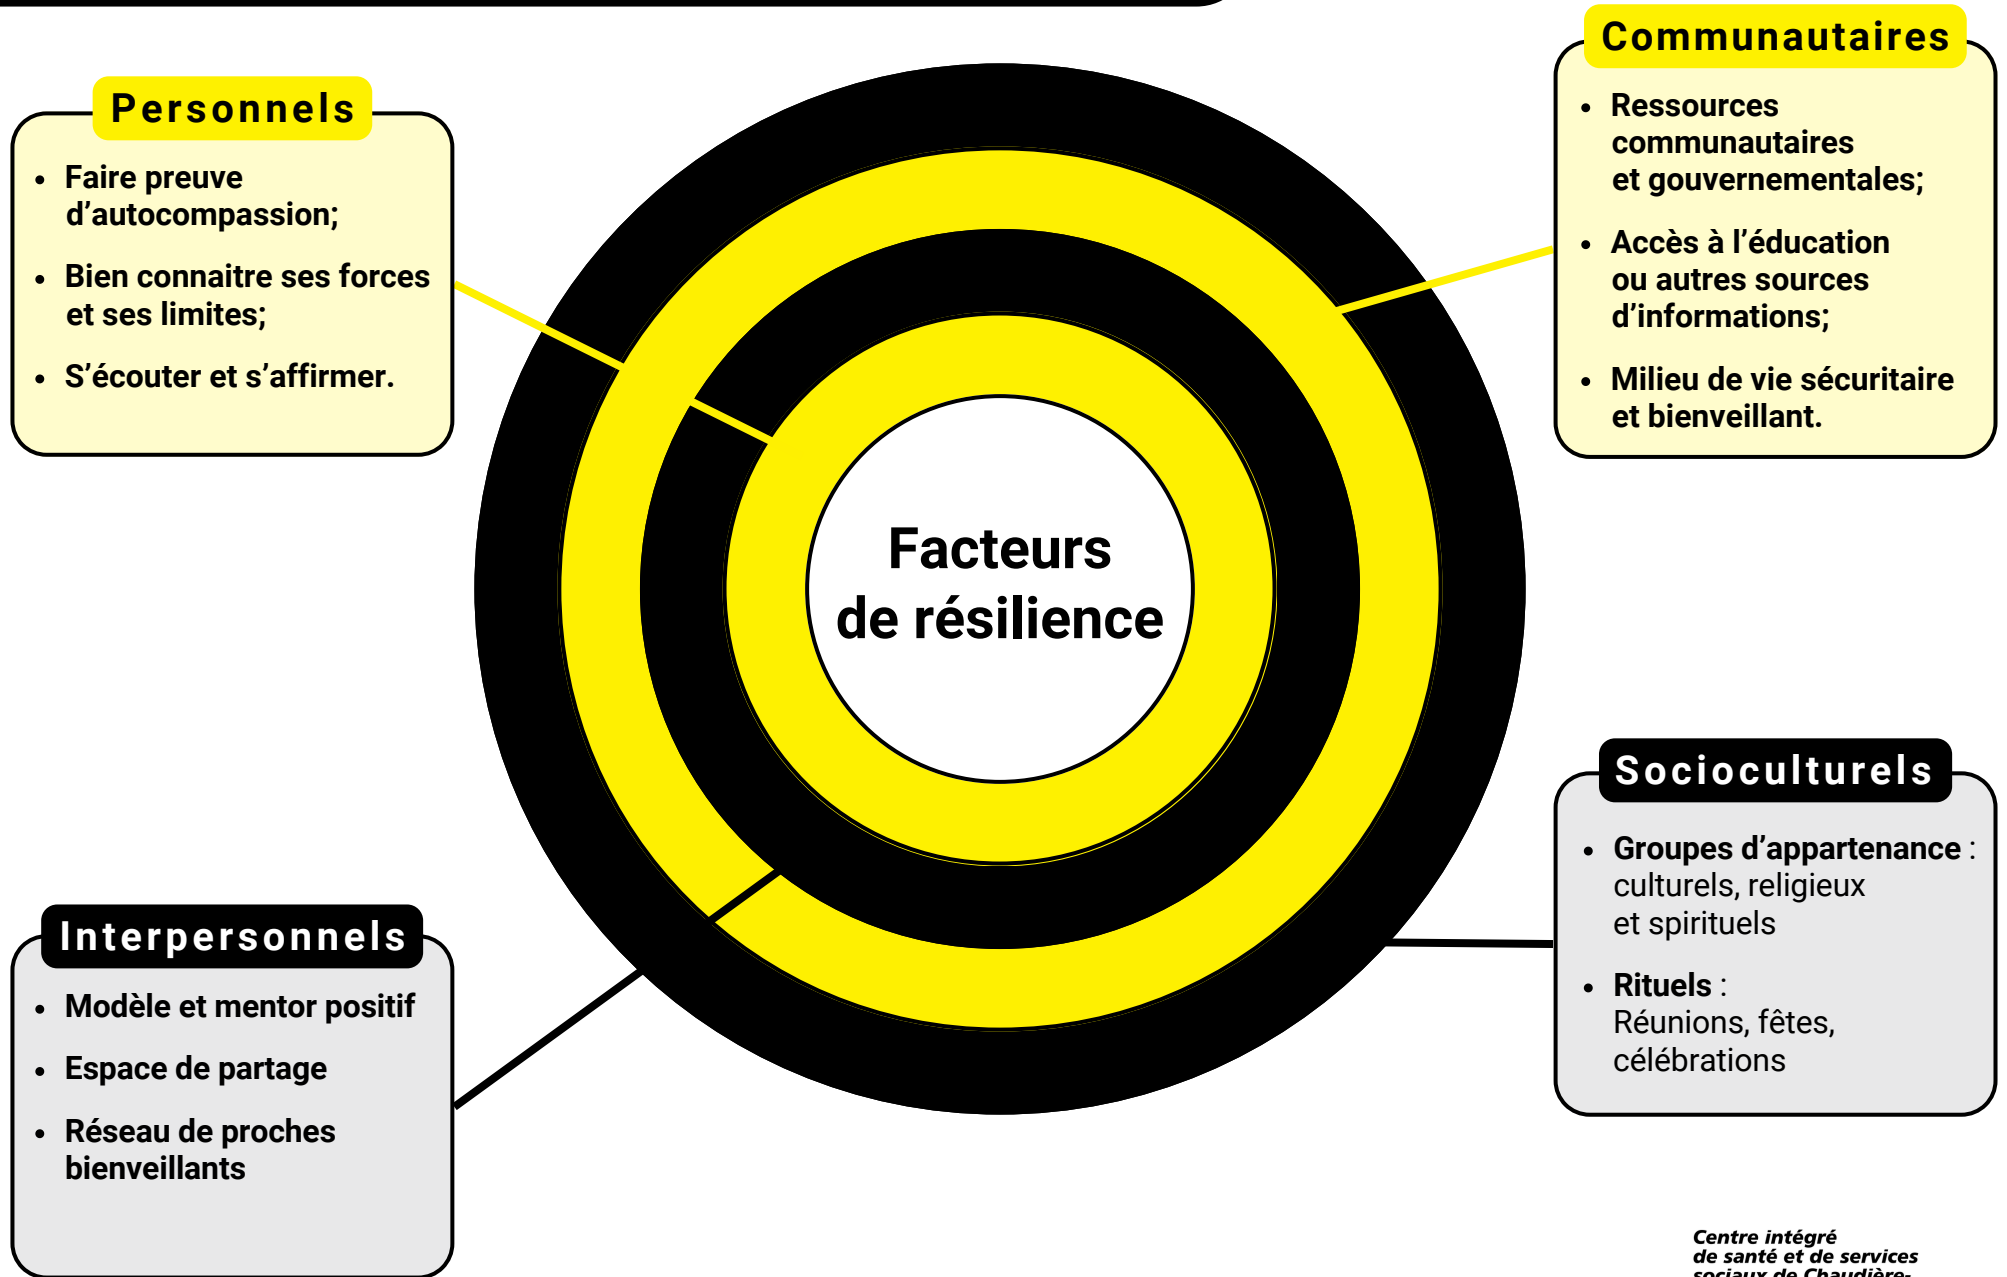 Personnels
• Faire preuve
d’autocompassion;
• Bien connaitre ses forces
et ses limites;
• S’écouter et s’affirmer.
Communautaires
• Ressources
communautaires
et gouvernementales;
• Accès à l’éducation
ou autres sources
d’informations;
• Milieu de vie sécuritaire
et bienveillant.
Facteurs
de résilience
Interpersonnels
• Modèle et mentor positif
• Espace de partage
• Réseau de proches
bienveillants
Socioculturels
• Groupes d’appartenance :
culturels, religieux
et spirituels
• Rituels :
Réunions, fêtes,
célébrations
Centre intégré
de santé et de services
sociaux de Chaudière-